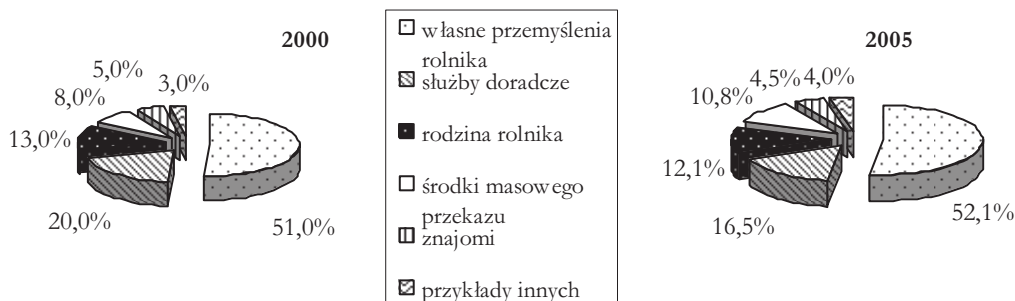 2000
5,0%
3,0%
8,0%
13,0%
20,0%
51,0%
własne przemyślenia
rolnika
służby doradcze
rodzina rolnika
środki masowego
przekazu
znajomi
przykłady innych
2005
4,5%
4,0%
10,8%
12,1%
16,5%
52,1%